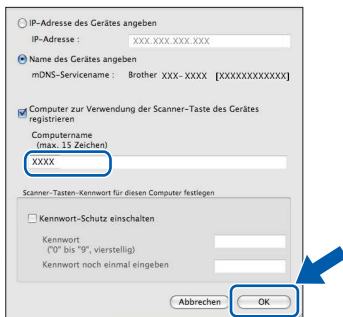 IP-Adresse des Gerätes angeben
IP-Adresse : XXX.XXX.XXX.XXX
Name des Gerätes angeben
mDNS-Servicename : Brother XXX-XXXX [XXXXXXXXXXXX]
Computer zur Verwendung der Scanner-Taste des Gerätes
registrieren
Computername
(max. 15 Zeichen)
XXXX
Scanner-Tasten-Kennwort für diesen Computer festlegen
Kennwort-Schutz einschalten
Kennwort
("0" bis "9", vierstellig)
Kennwort noch einmal eingeben
Abbrechen OK